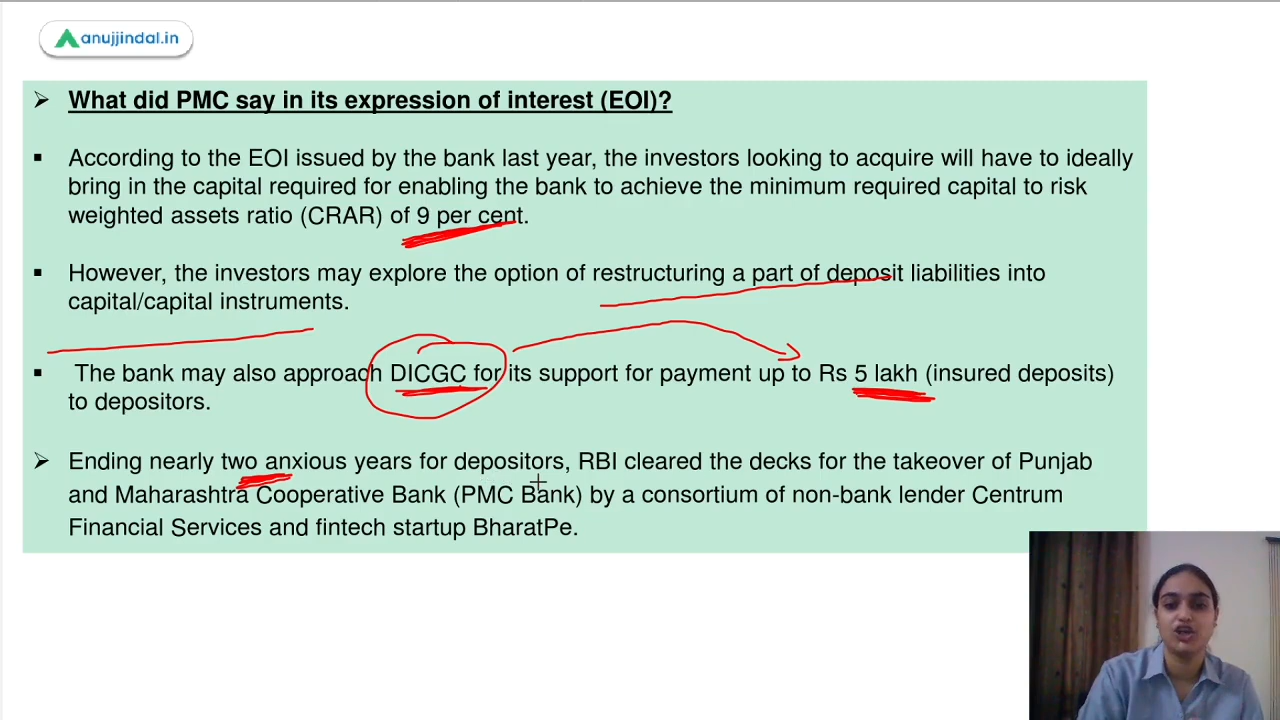 anujjindal.in
➢ What did PMC say in its expression of interest (EOI)?
▪ According to the EOI issued by the bank last year, the investors looking to acquire will have to ideally
bring in the capital required for enabling the bank to achieve the minimum required capital to risk
weighted assets ratio (CRAR) of 9 per cent.
▪ However, the investors may explore the option of restructuring a part of deposit liabilities into
capital/capital instruments.
▪ The bank may also approach DICGC for its support for payment up to Rs 5 lakh (insured deposits)
to depositors.
➢ Ending nearly two anxious years for depositors, RBI cleared the decks for the takeover of Punjab
and Maharashtra Cooperative Bank (PMC Bank) by a consortium of non-bank lender Centrum
Financial Services and fintech startup BharatPe.